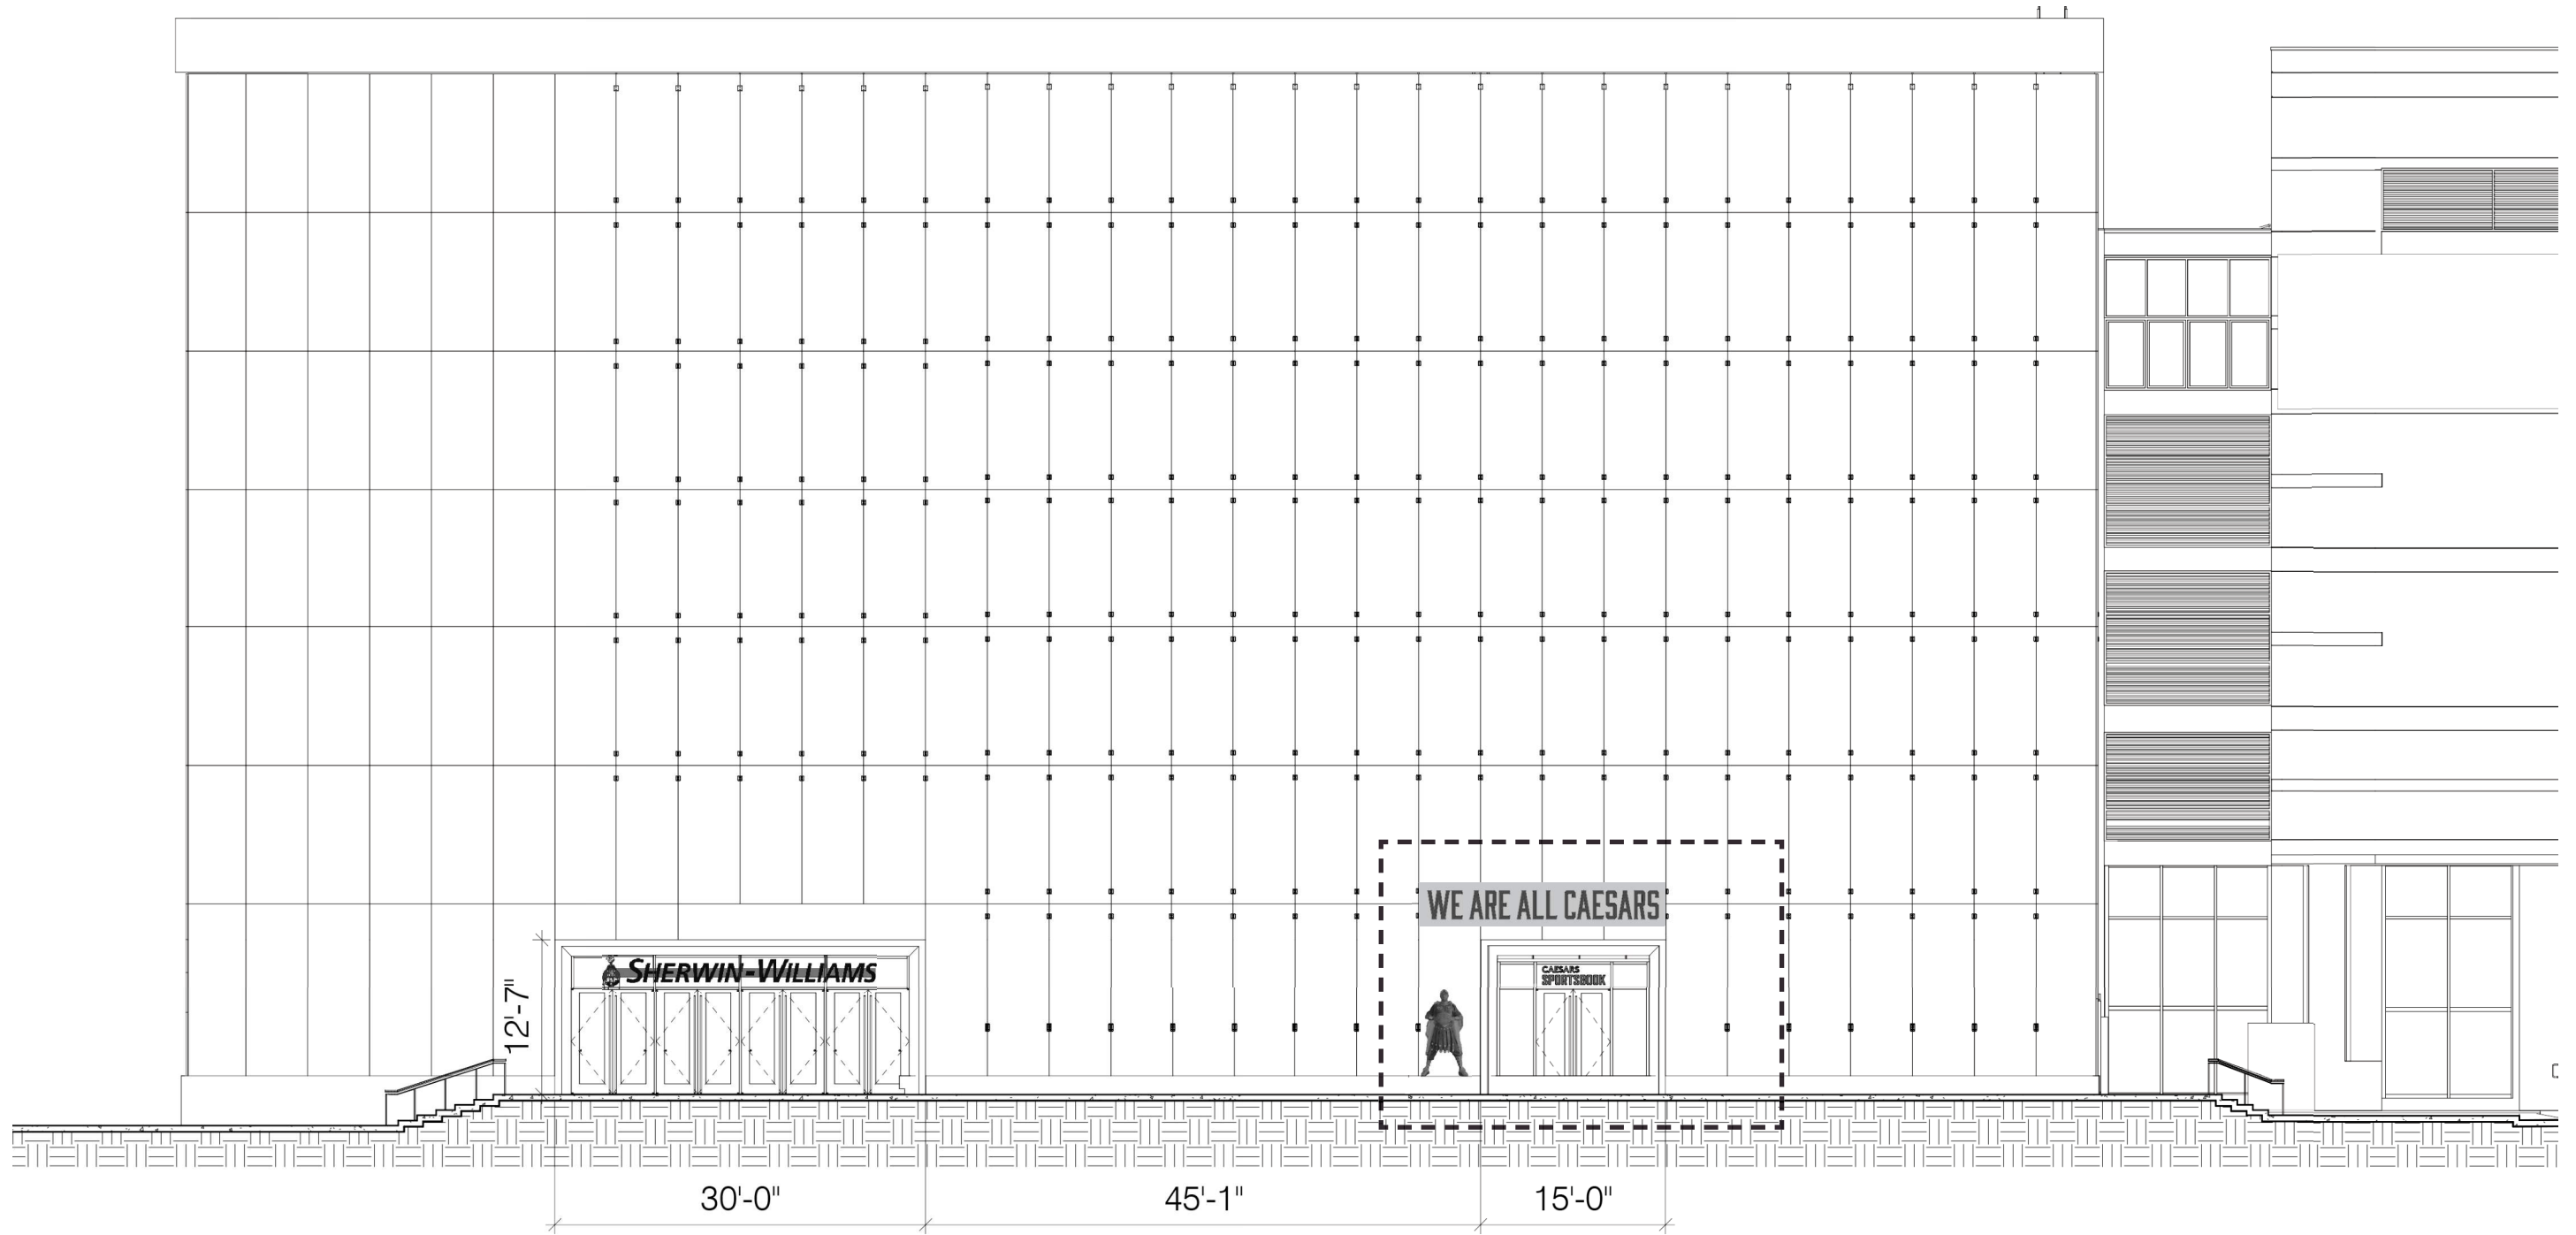 WE ARE ALL CAESARS
SHERWIN-WILLIAMS
CAESARS
SPORTSBOOK
12'-7"
30'-0"
45'-1"
15'-0"